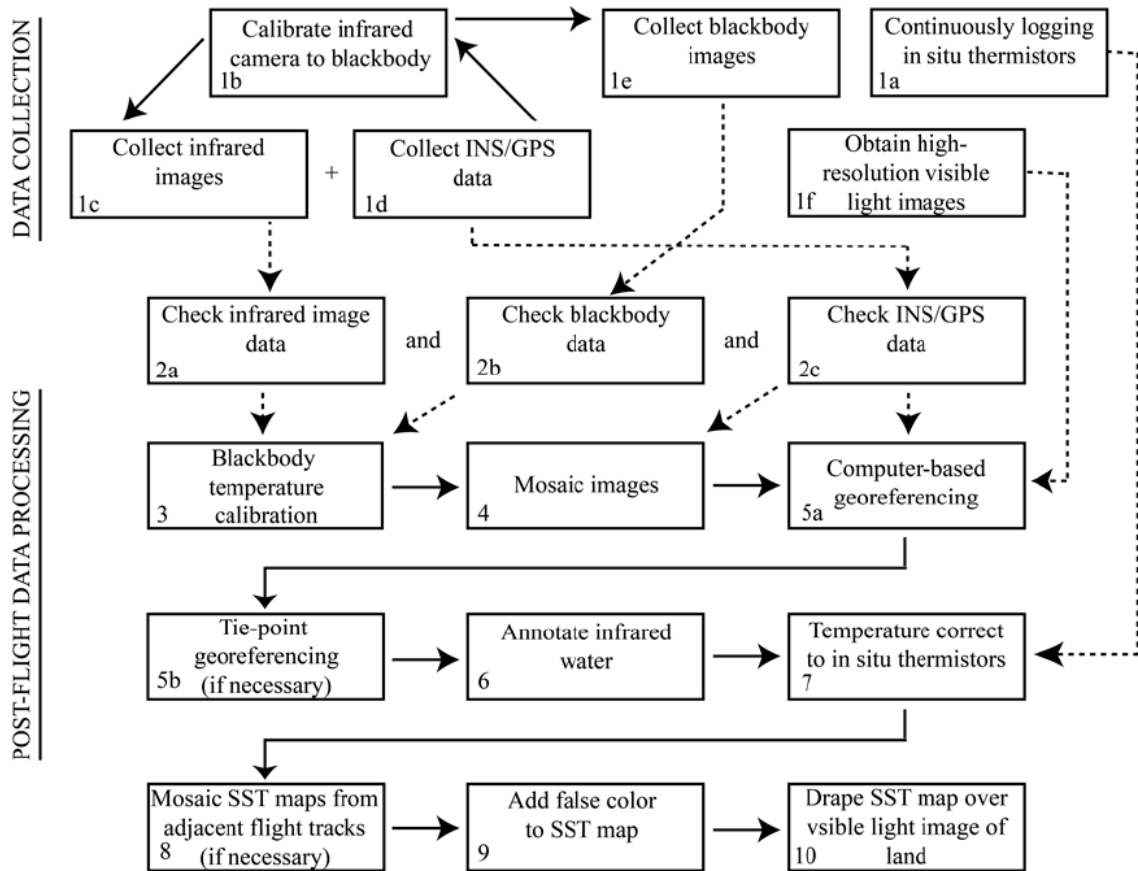 DATA COLLECTION
Calibrate infrared
camera to blackbody
1b
Collect blackbody
images
1e
Continuously logging
in situ thermistors
1a
Collect infrared
images
1c
+
Collect INS/GPS
data
1d
Obtain high-
resolution visible
light images
1f
POST-FLIGHT DATA PROCESSING
Check infrared image
data
2a
and
Check blackbody
data
2b
and
Check INS/GPS
data
2c
Blackbody
temperature
calibration
3
Mosaic images
4
Computer-based
georeferencing
5a
Tie-point
georeferencing
(if necessary)
5b
Annotate infrared
water
6
Temperature correct
to in situ thermistors
7
Mosaic SST maps from
adjacent flight tracks
(if necessary)
8
Add false color
to SST map
9
Drape SST map over
vsible light image of
land
10